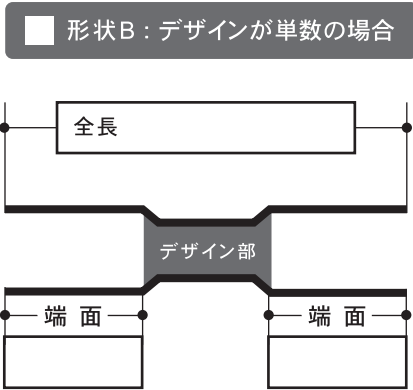 形状B：デザインが単数の場合
全長
デザイン部
端 面
端 面